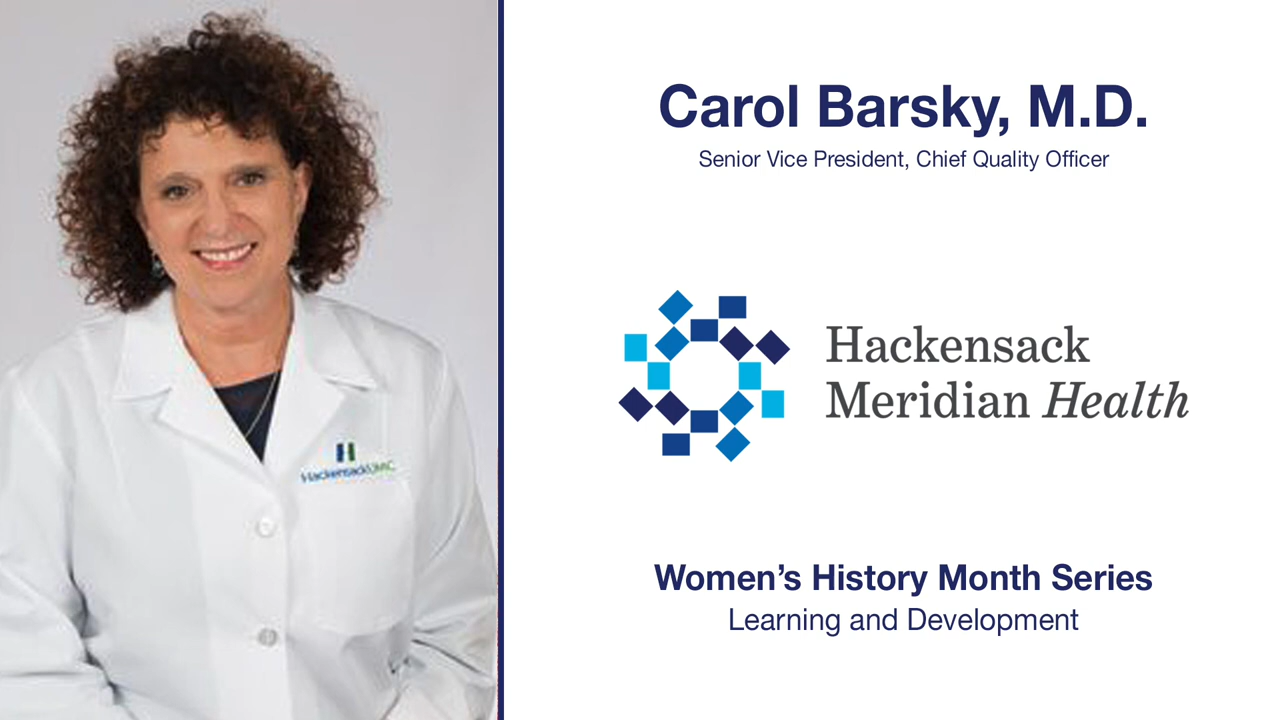 HackensackUMC
Carol Barsky, M.D.
Senior Vice President, Chief Quality Officer
Hackensack
Meridian Health
Women’s History Month Series
Learning and Development